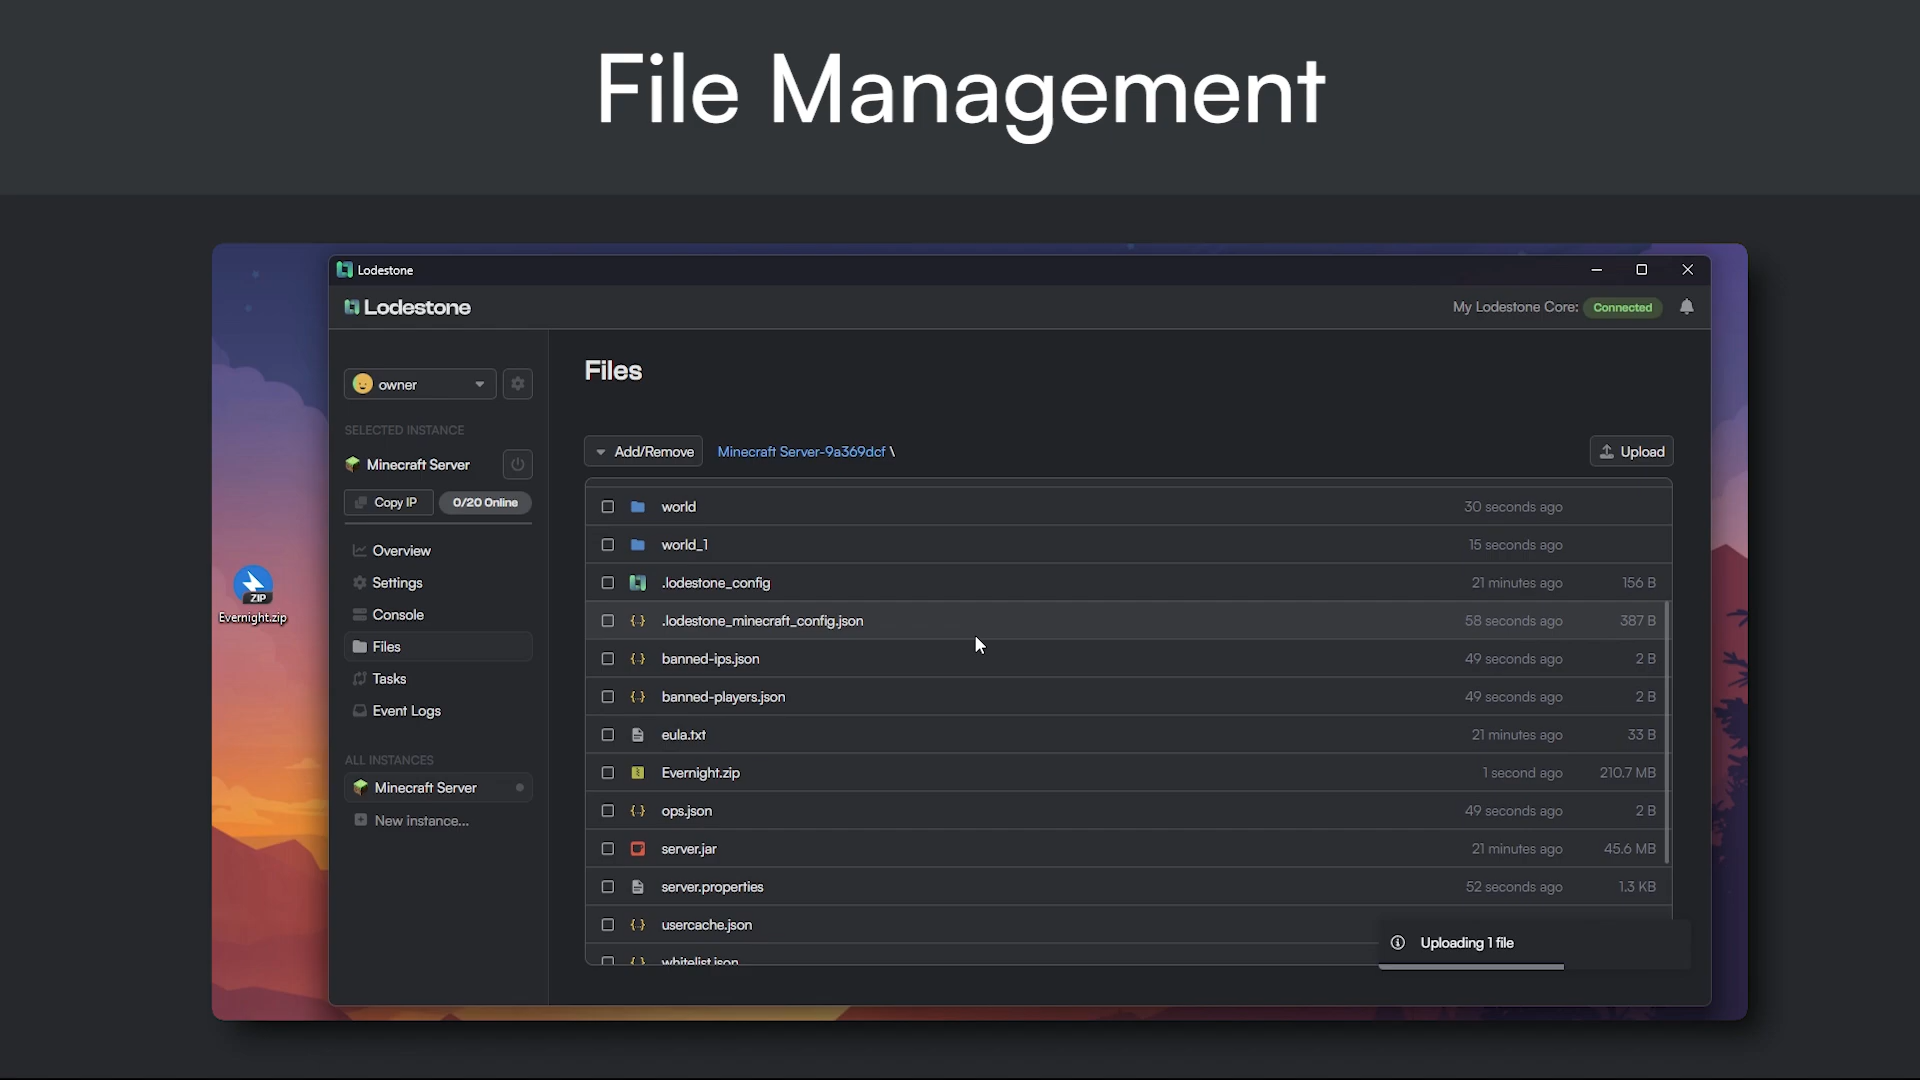 File Management
Lodestone
Lodestone
My Lodestone Core: Connected
owner
Files
SELECTED INSTANCE
Minecraft Server
Add/Remove
Minecraft Server-9a369dcf \
Upload
Copy IP
0/20 Online
Overview
Settings
Console
Files
Tasks
Event Logs
ALL INSTANCES
Minecraft Server
New instance...
ZIP
Evernight.zip
world 30 seconds ago
world_1 15 seconds ago
.lodestone_config 21 minutes ago 156 B
.lodestone_minecraft_config.json 58 seconds ago 387 B
banned-ips.json 49 seconds ago 2 B
banned-players.json 49 seconds ago 2 B
eula.txt 21 minutes ago 33 B
Evernight.zip 1 second ago 210.7 MB
ops.json 49 seconds ago 2 B
server.jar 21 minutes ago 45.6 MB
server.properties 52 seconds ago 1.3 KB
usercache.json
whitelist.json
Uploading 1 file